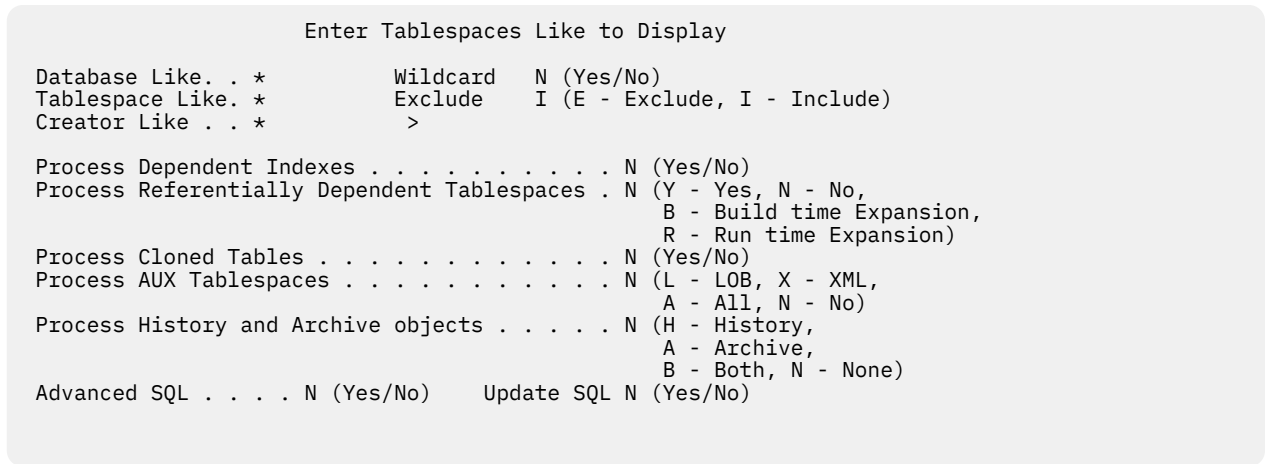 Enter Tablespaces Like to Display
Database Like. . * Wildcard N (Yes/No)
Tablespace Like. * Exclude I (E - Exclude, I - Include)
Creator Like . . * >
Process Dependent Indexes . . . . . . . . . . N (Yes/No)
Process Referentially Dependent Tablespaces . N (Y - Yes, N - No,
B - Build time Expansion,
R - Run time Expansion)
Process Cloned Tables . . . . . . . . . . . . N (Yes/No)
Process AUX Tablespaces . . . . . . . . . . . N (L - LOB, X - XML,
A - All, N - No)
Process History and Archive objects . . . . . N (H - History,
A - Archive,
B - Both, N - None)
Advanced SQL . . . . N (Yes/No) Update SQL N (Yes/No)